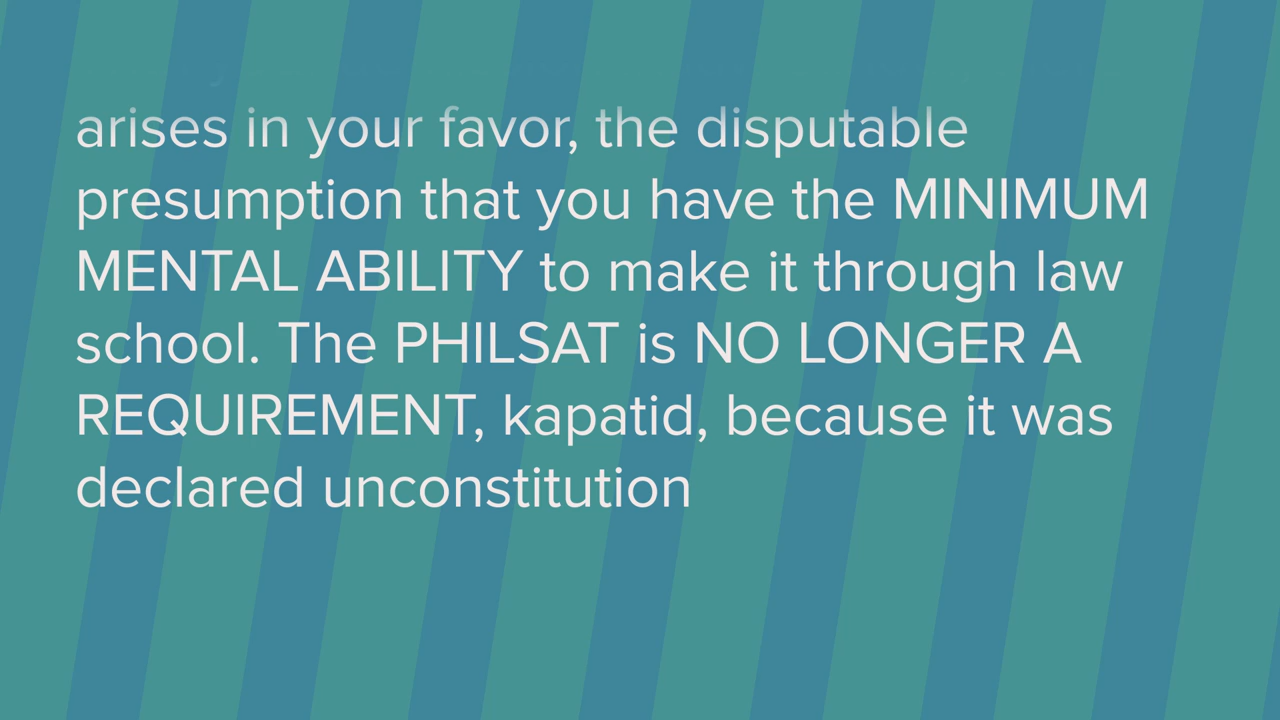 arises in your favor, the disputable
presumption that you have the MINIMUM
MENTAL ABILITY to make it through law
school. The PHILSAT is NO LONGER A
REQUIREMENT, kapatid, because it was
declared unconstitution